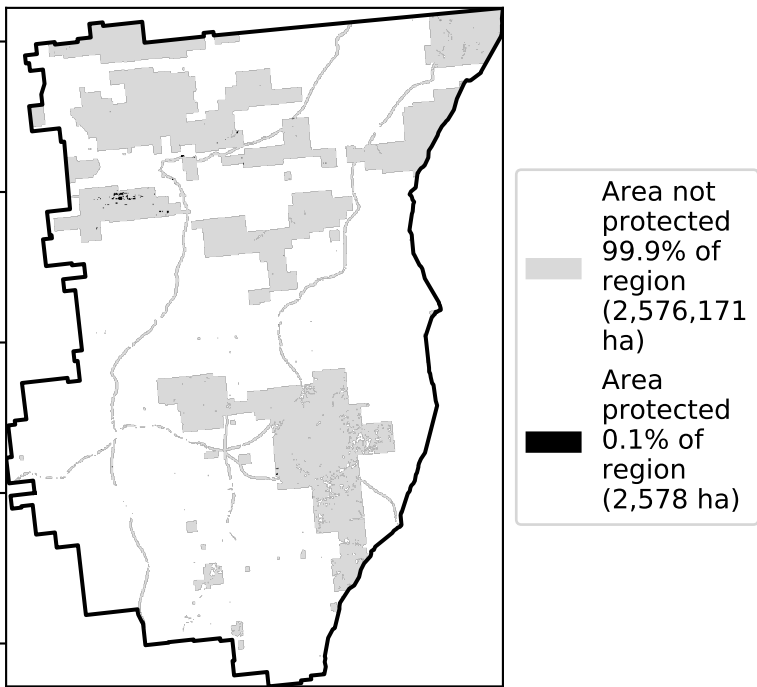 Area not
protected
99.9% of
region
(2,576,171
ha)
Area
protected
0.1% of
region
(2,578 ha)